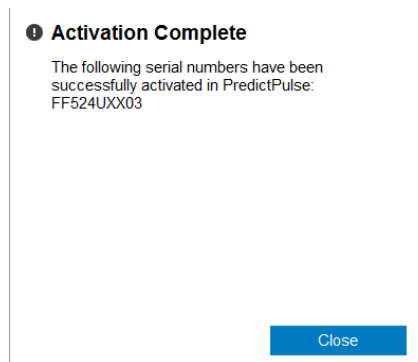 Activation Complete
The following serial numbers have been
successfully activated in PredictPulse:
FF524UXX03
Close